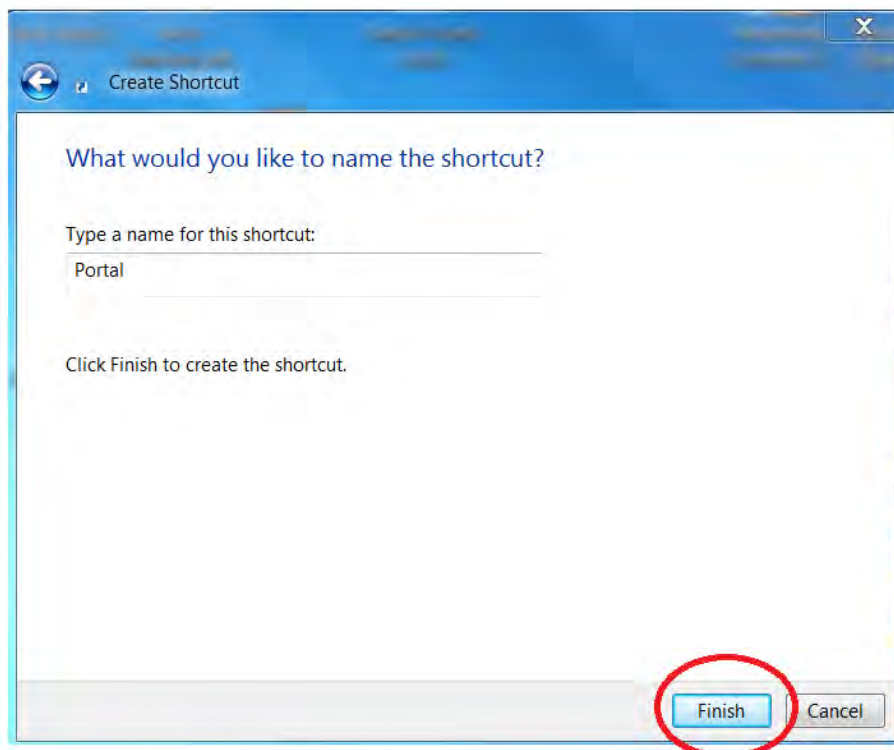 X
Create Shortcut
What would you like to name the shortcut?
Type a name for this shortcut:
Portal
Click Finish to create the shortcut.
Finish Cancel